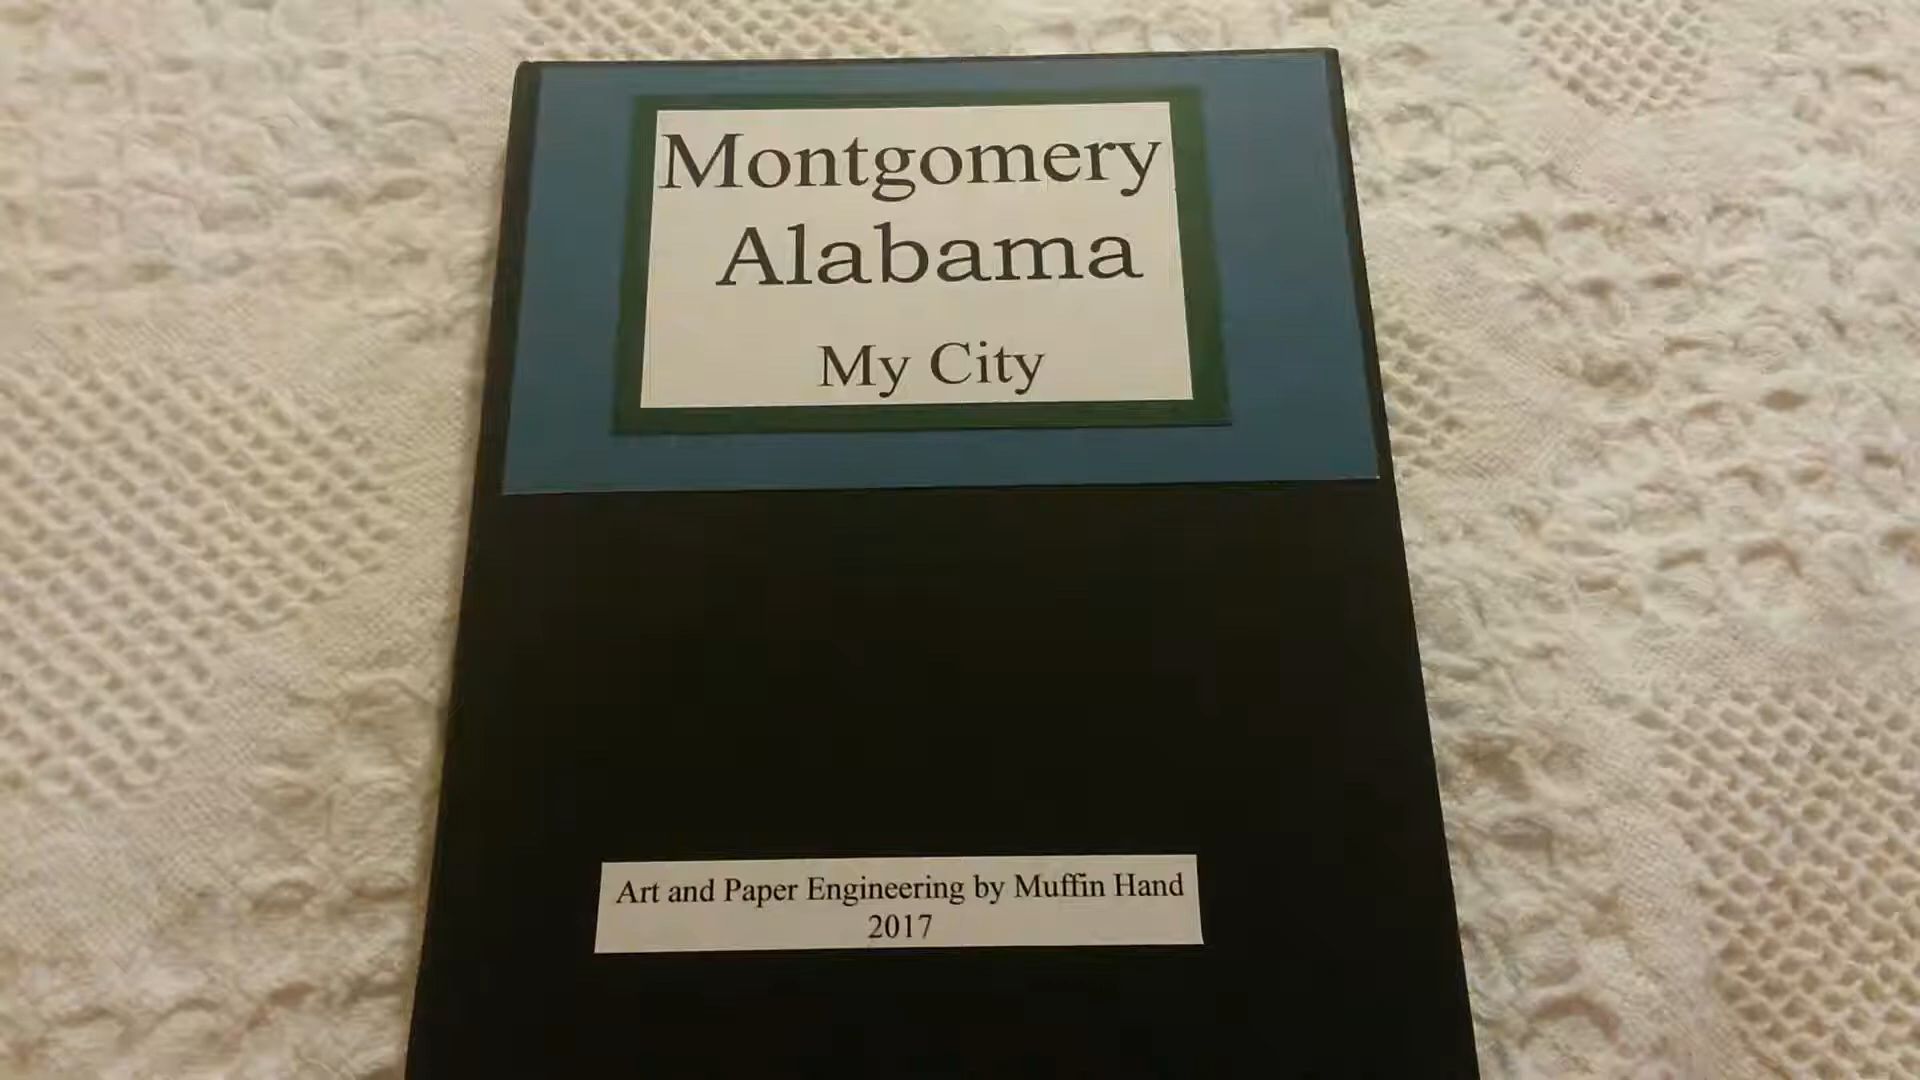 Montgomery
Alabama
My City
Art and Paper Engineering by Muffin Hand
2017